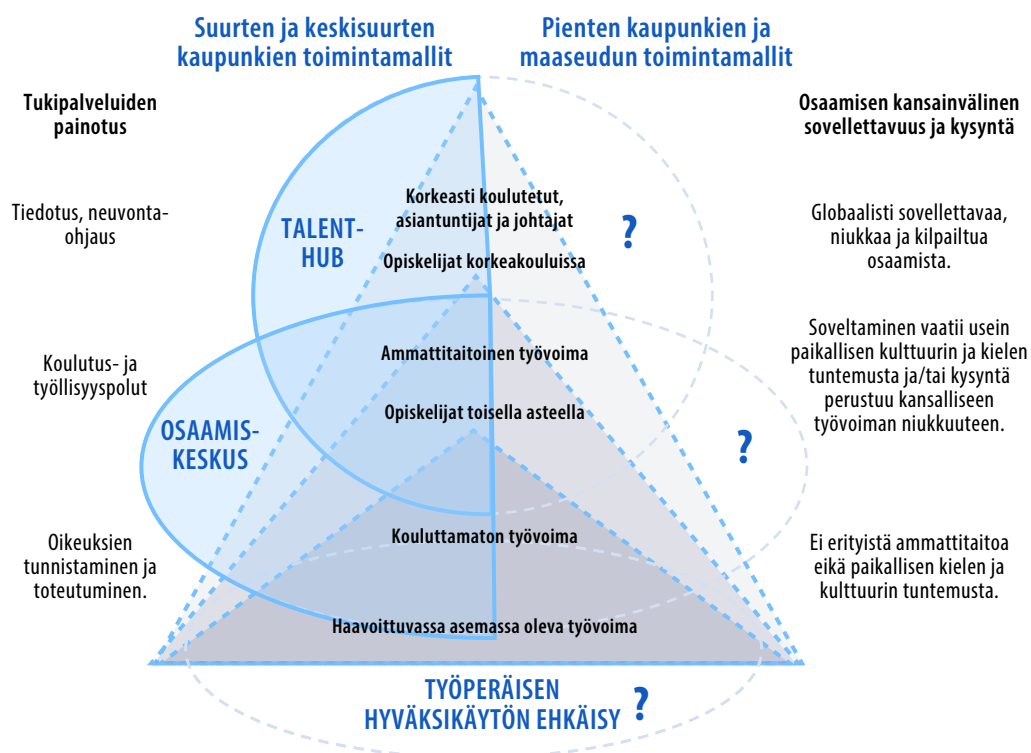 Suurten ja keskisuurten
kaupunkien toimintamallit
Pienten kaupunkien ja
maaseudun toimintamallit
Tukipalveluiden
painotus
Osaamisen kansainvälinen
sovellettavuus ja kysyntä
Tiedotus, neuvonta-
ohjaus
TALENT-
HUB
Korkeasti koulutetut,
asiantuntijat ja johtajat
Opiskelijat korkeakouluissa
?
Globaalisti sovellettavaa,
niukkaa ja kilpailtua
osaamista.
Koulutus- ja
työllisyyspolut
OSAAMIS-
KESKUS
Ammattitaitoinen työvoima
Opiskelijat toisella asteella
?
Soveltaminen vaatii usein
paikallisen kulttuurin ja kielen
tuntemusta ja/tai kysyntä
perustuu kansalliseen
työvoiman niukkuuteen.
Oikeuksien
tunnistaminen ja
toteutuminen.
Kouluttamaton työvoima
Haavoittuvassa asemassa oleva työvoima
Ei erityistä ammattitaitoa
eikä paikallisen kielen ja
kulttuurin tuntemusta.
TYÖPERÄISEN
HYVÄKSIKÄYTÖN EHKÄISY ?